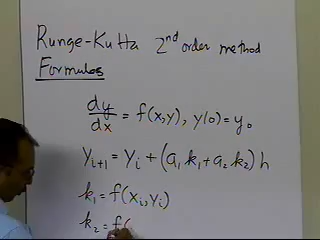 Runge-Kutta 2nd order method
Formulas
dy/dx = f(x,y), y(0) = y₀
yᵢ₊₁ = yᵢ + (a₁k₁ + a₂k₂)h
k₁ = f(xᵢ, yᵢ)
k₂ = f(